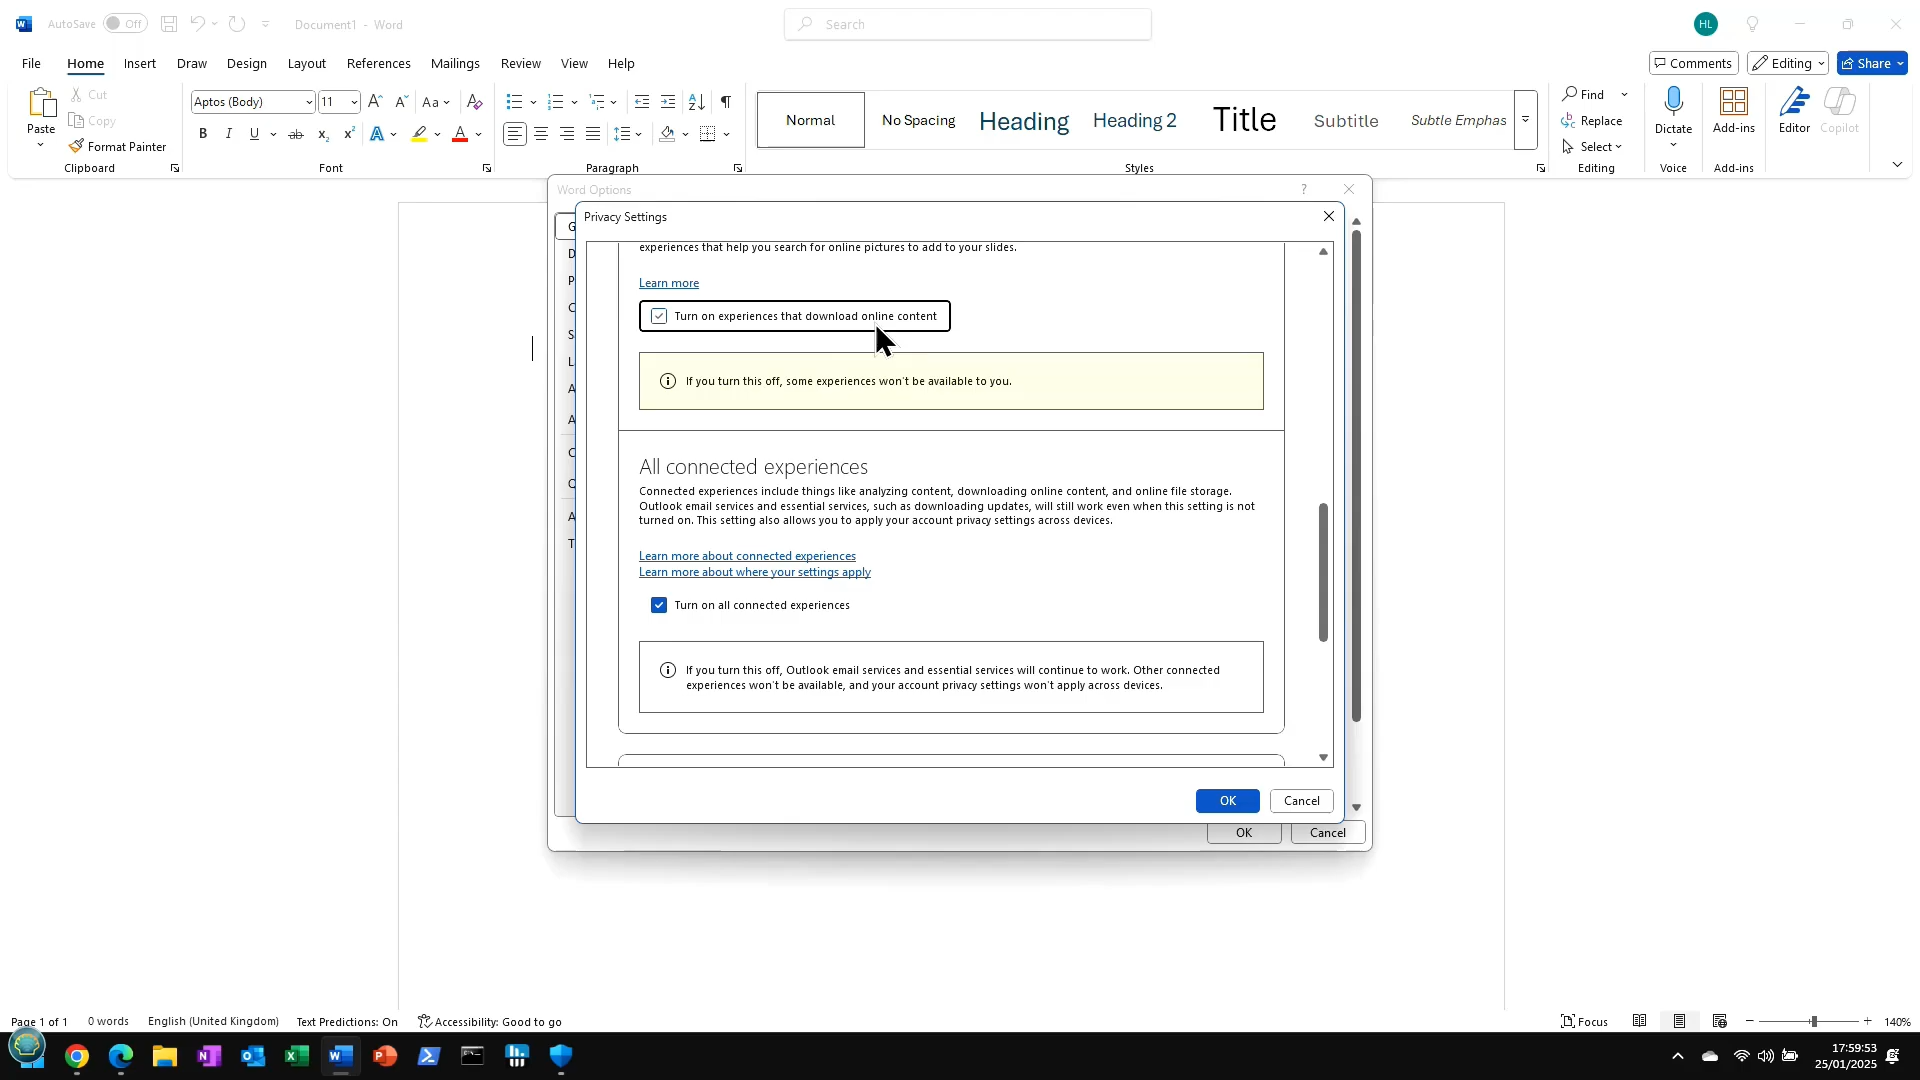 AutoSave Off Document1 - Word Search HL
File Home Insert Draw Design Layout References Mailings Review View Help Comments Editing Share
Paste Cut Copy Format Painter Clipboard
Aptos (Body) 11 Aa
B I U ab x₂ x² A A Font
Paragraph
Normal No Spacing Heading Heading 2 Title Subtitle Subtle Emphas Styles
Find Replace Select Editing
Dictate Voice
Add-ins Add-ins
Editor Copilot
Word Options ?
Privacy Settings
experiences that help you search for online pictures to add to your slides.
Learn more
Turn on experiences that download online content
If you turn this off, some experiences won't be available to you.
All connected experiences
Connected experiences include things like analyzing content, downloading online content, and online file storage.
Outlook email services and essential services, such as downloading updates, will still work even when this setting is not
turned on. This setting also allows you to apply your account privacy settings across devices.
Learn more about connected experiences
Learn more about where your settings apply
Turn on all connected experiences
If you turn this off, Outlook email services and essential services will continue to work. Other connected
experiences won't be available, and your account privacy settings won't apply across devices.
OK Cancel
OK Cancel
Page 1 of 1 0 words English (United Kingdom) Text Predictions: On Accessibility: Good to go Focus 140%
17:59:53
25/01/2025